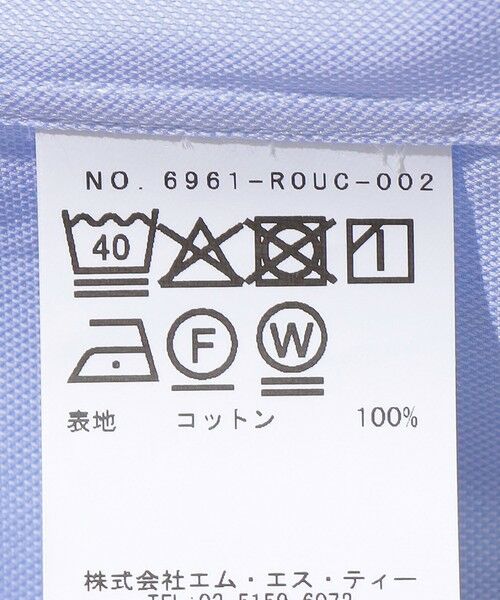 NO. 6961-ROUC-002
40
F W
表地 コットン 100%
株式会社エム・エス・ティー